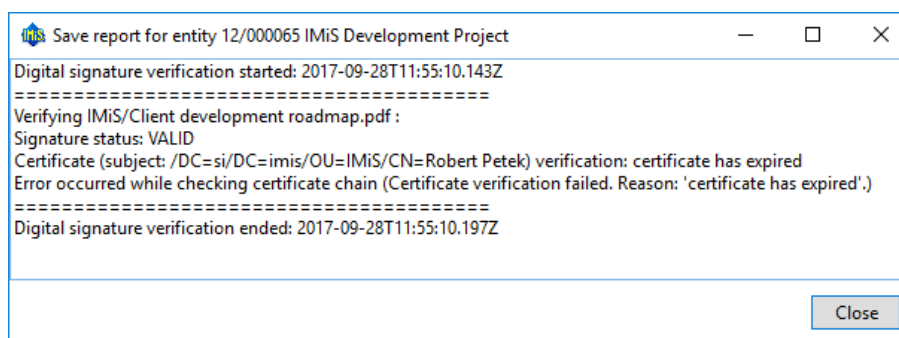 Save report for entity 12/000065 IMiS Development Project
Digital signature verification started: 2017-09-28T11:55:10.143Z
========================================
Verifying IMiS/Client development roadmap.pdf :
Signature status: VALID
Certificate (subject: /DC=si/DC=imis/OU=IMiS/CN=Robert Petek) verification: certificate has expired
Error occurred while checking certificate chain (Certificate verification failed. Reason: 'certificate has expired'.)
========================================
Digital signature verification ended: 2017-09-28T11:55:10.197Z
Close